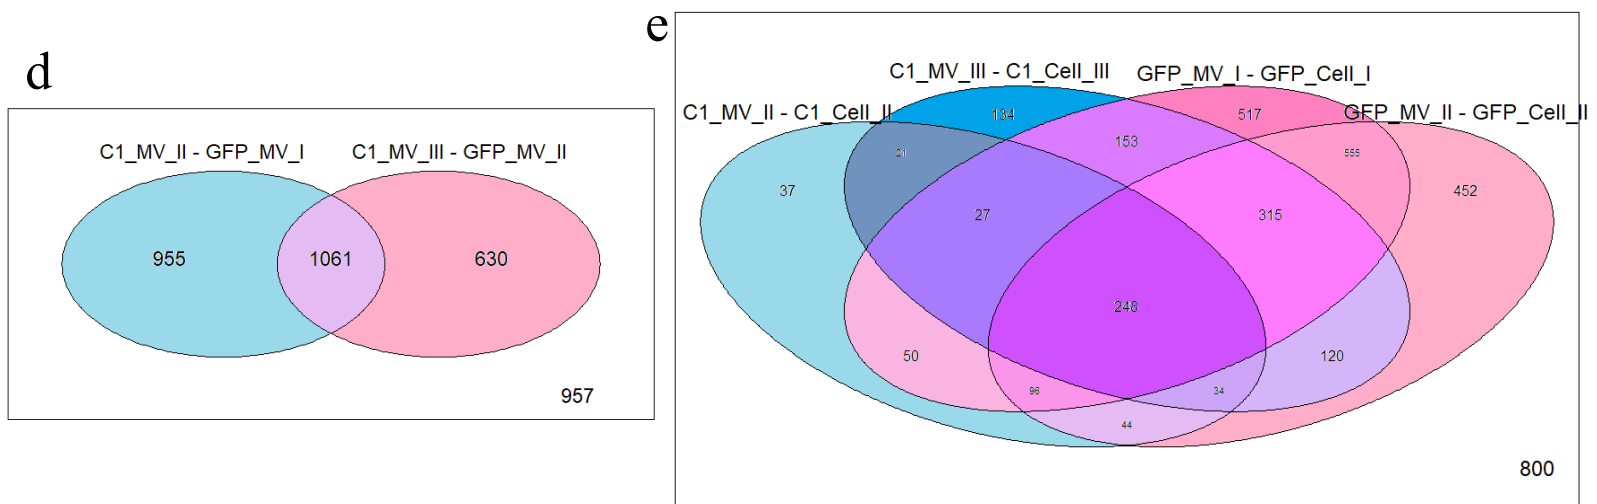 d
C1_MV_II - GFP_MV_I
C1_MV_III - GFP_MV_II
955
1061
630
957
e
C1_MV_III - C1_Cell_III
GFP_MV_I - GFP_Cell_I
C1_MV_II - C1_Cell_II
GFP_MV_II - GFP_Cell_II
134
517
153
21
555
37
452
27
315
248
50
120
96
34
44
800